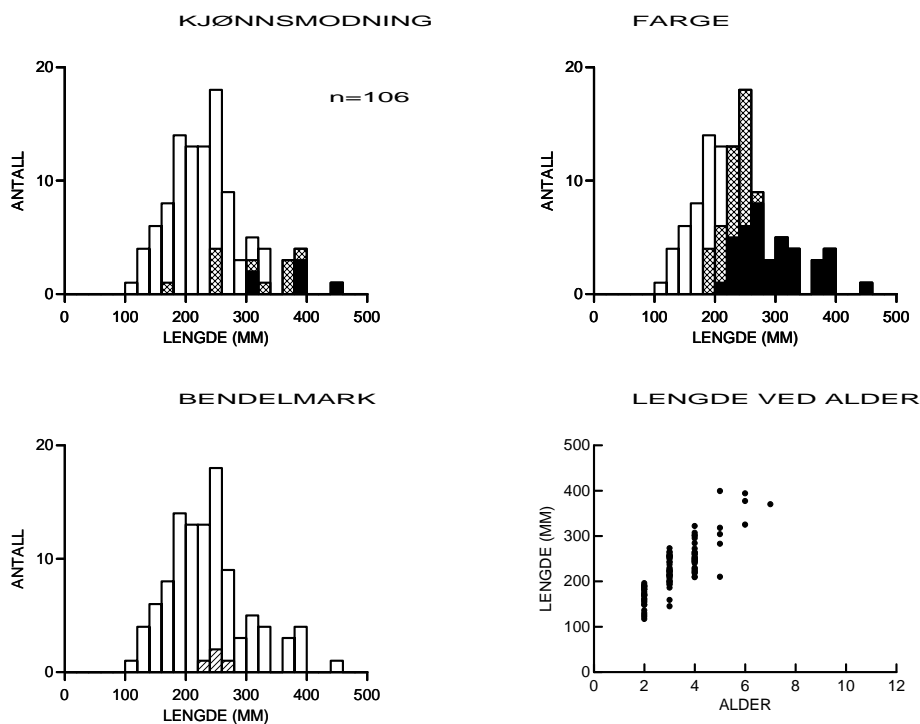 KJØNNSMODNING
n=106
ANTALL
20
10
0
0 100 200 300 400 500
LENGDE (MM)
FARGE
ANTALL
20
10
0
0 100 200 300 400 500
LENGDE (MM)
BENDELMARK
ANTALL
20
10
0
0 100 200 300 400 500
LENGDE (MM)
LENGDE VED ALDER
LENGDE (MM)
500
400
300
200
100
0
0 2 4 6 8 10 12
ALDER